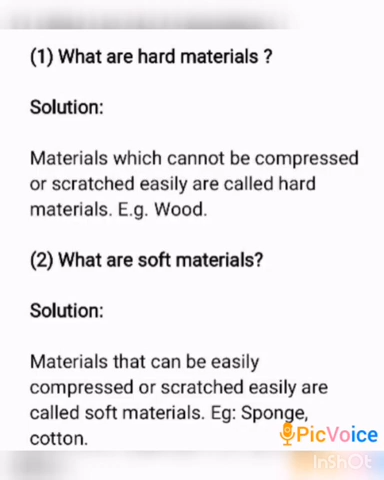 (1) What are hard materials ?
Solution:
Materials which cannot be compressed
or scratched easily are called hard
materials. E.g. Wood.
(2) What are soft materials?
Solution:
Materials that can be easily
compressed or scratched easily are
called soft materials. Eg: Sponge,
cotton.
PicVoice
InShOt